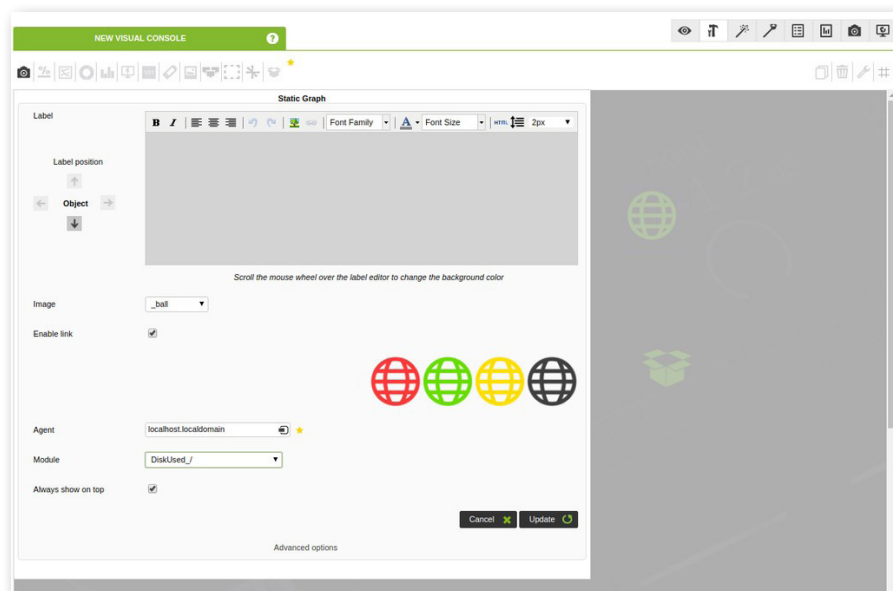 NEW VISUAL CONSOLE ?
Static Graph
Label
B I Font Family A Font Size HTML 2px
Label position
Object
Scroll the mouse wheel over the label editor to change the background color
Image _ball
Enable link
Agent localhost.localdomain
Module DiskUsed_/
Always show on top
Cancel Update
Advanced options